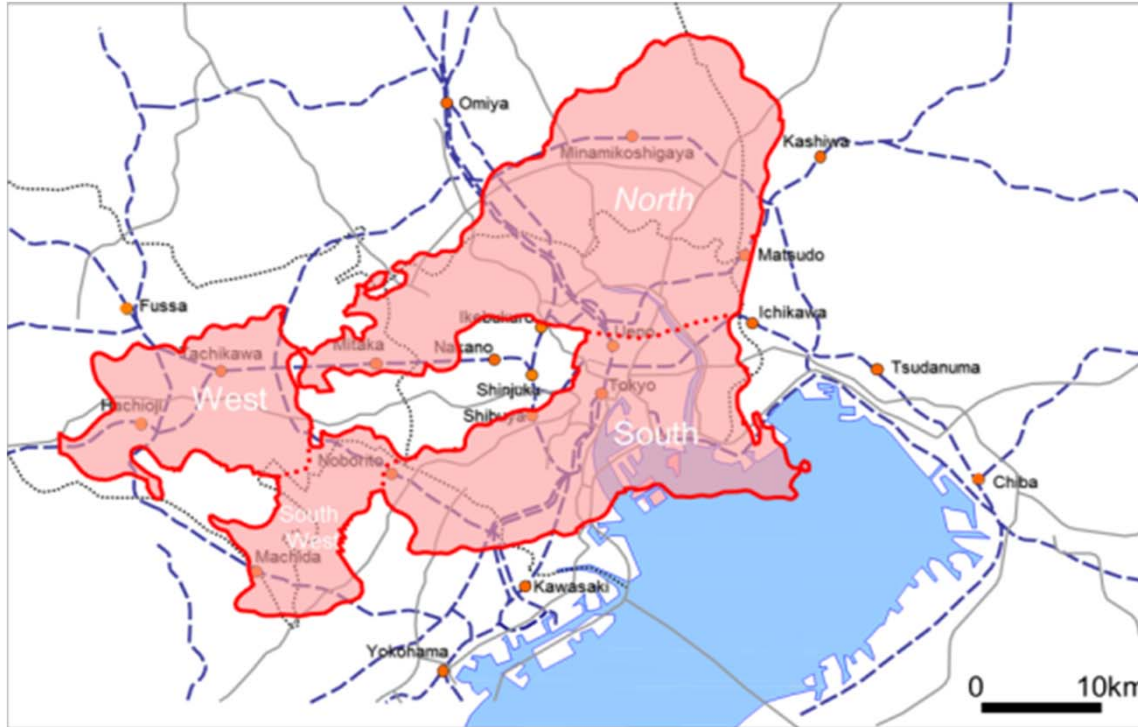 Omiya
Minamikoshigaya
Kashiwa
North
Matsudo
Fussa
Ikebukuro
Ueno
Ichikawa
Tachikawa
Mitaka
Nakano
Tsudanuma
Shinjuku
West
Tokyo
Hachioji
Shibuya
South
Noborito
Chiba
South
West
Machida
Kawasaki
Yokohama
0 10km